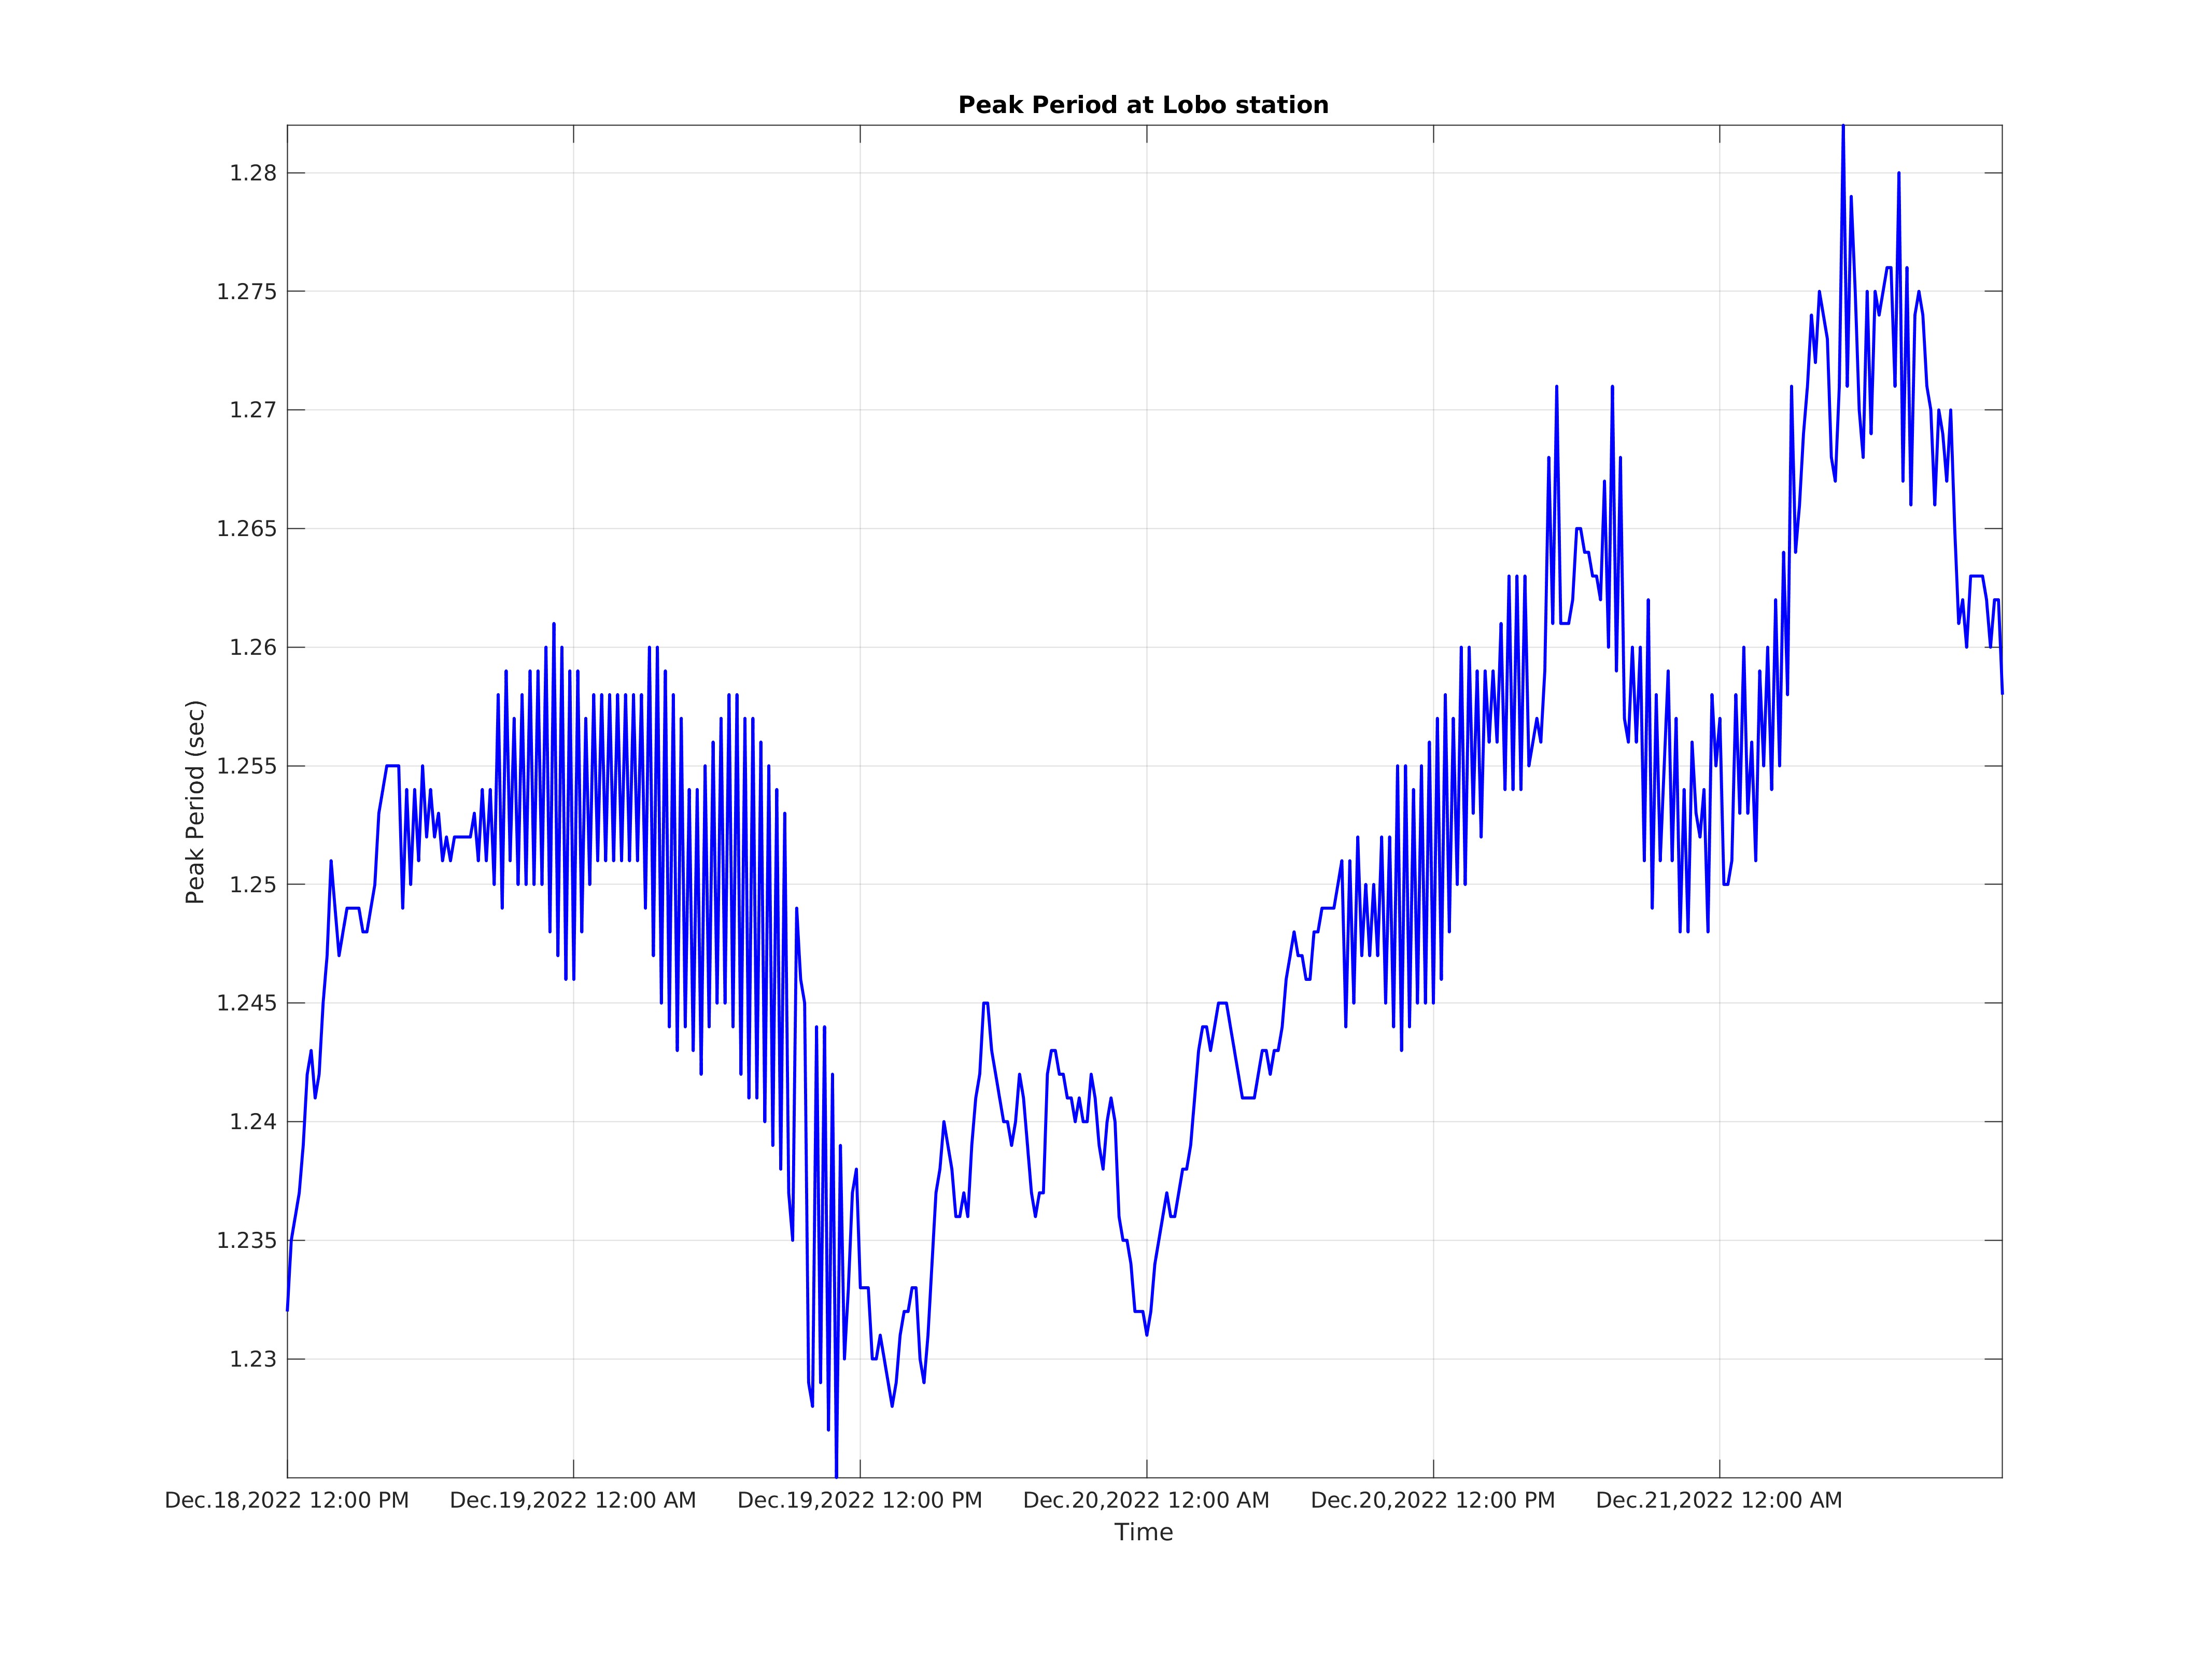 Peak Period at Lobo station
1.28
1.275
1.27
1.265
1.26
1.255
1.25
1.245
1.24
1.235
1.23
Peak Period (sec)
Dec.18,2022 12:00 PM Dec.19,2022 12:00 AM Dec.19,2022 12:00 PM Dec.20,2022 12:00 AM Dec.20,2022 12:00 PM Dec.21,2022 12:00 AM
Time